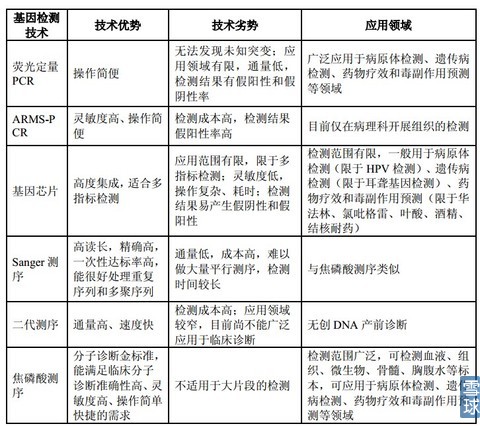 基因检测
技术
技术优势
技术劣势
应用领域
荧光定量
PCR
操作简便
无法发现未知突变；应
用领域有限，通量低，
检测结果有假阳性和假
阴性率
广泛应用于病原体检测、遗传病
检测、药物疗效和毒副作用预测
等领域
ARMS-P
CR
灵敏度高、操作简
便
检测成本高，检测结果
假阳性率高
目前仅在病理科开展组织的检测
基因芯片
高度集成，适合多
指标检测
应用范围有限，限于多
指标检测；灵敏度低，
操作复杂、耗时；检测
结果易产生假阴性和假
阳性
检测范围有限，一般用于病原体检
测（限于 HPV 检测）、遗传病
检测（限于耳聋基因检测）、药
物疗效和毒副作用预测（限于华
法林、氯吡格雷、叶酸、酒精、
结核耐药）
Sanger 测
序
高读长，精确高，
一次性达标率高，
能很好处理重复
序列和多聚序列
通量低，成本高，难以
做大量平行测序，检测
时间较长
与焦磷酸测序类似
二代测序
通量高、速度快
检测成本高；应用领域
较窄，目前尚不能广泛
应用于临床诊断
无创 DNA 产前诊断
焦磷酸测
序
分子诊断金标准，
能满足临床分子
诊断准确性高、灵
敏度高、操作简单
快捷的需求
不适用于大片段的检测
检测范围广泛，可检测血液、组
织、微生物、骨髓、胸腹水等标
本，可应用于病原体检测、遗传
病检测、药物疗效和毒副作用预
测等领域
雪
球